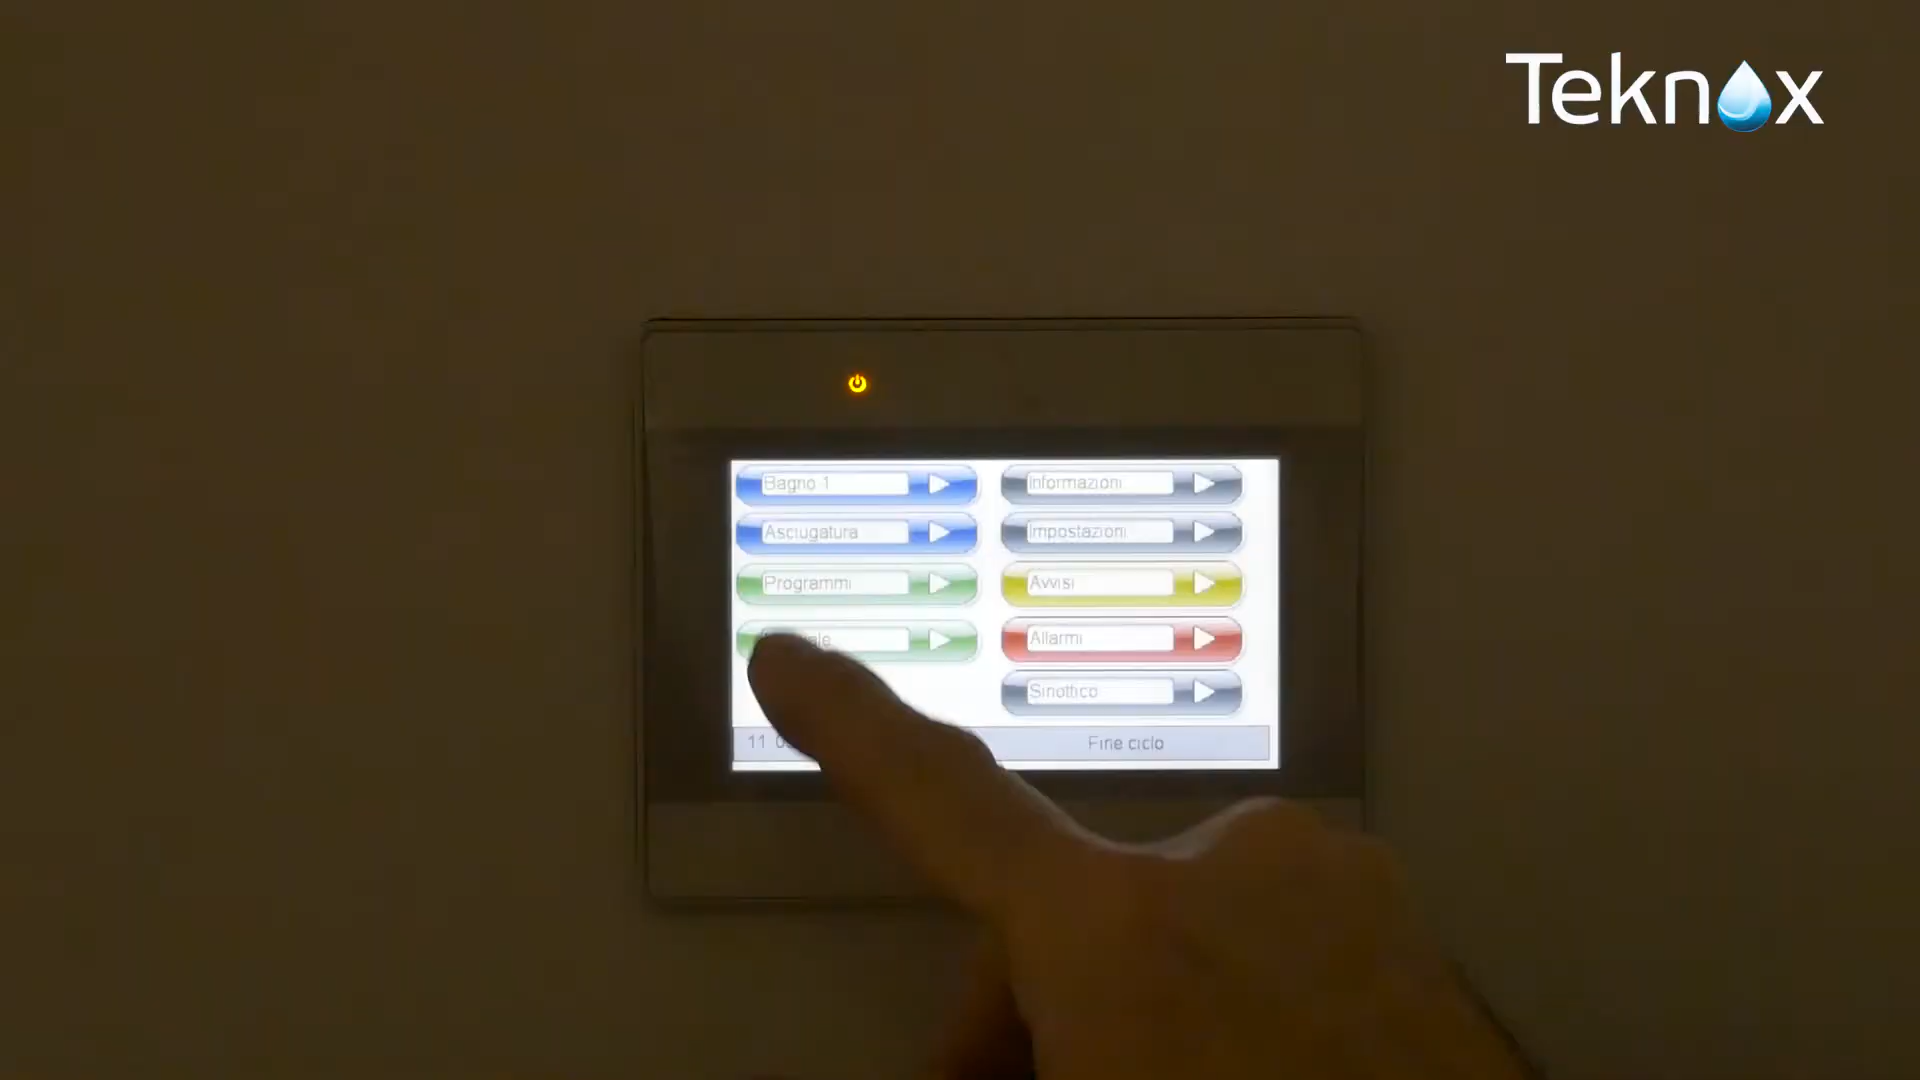 Teknox
Bagno 1
Asciugatura
Programmi
Informazioni
Impostazioni
Avvisi
Allarmi
Sinottico
11
Fine ciclo